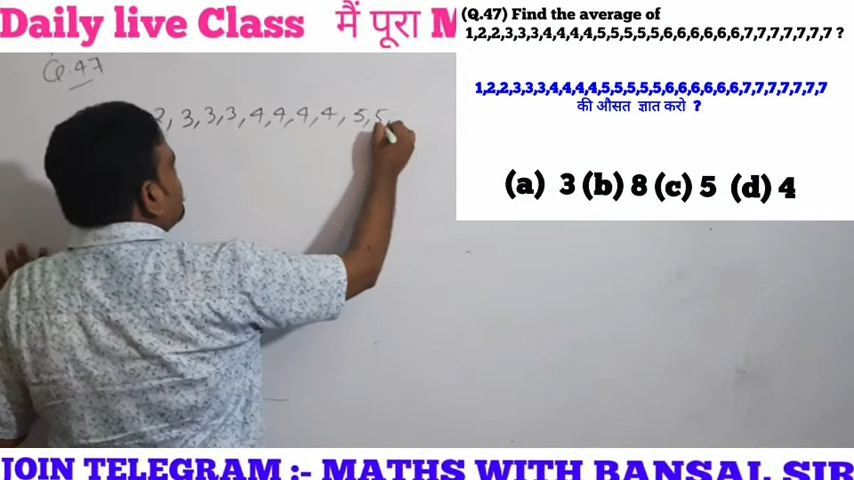 Daily live Class मैं पूरा M
(Q.47) Find the average of
1,2,2,3,3,3,4,4,4,4,5,5,5,5,5,6,6,6,6,6,6,7,7,7,7,7,7,7 ?
1,2,2,3,3,3,4,4,4,4,5,5,5,5,5,6,6,6,6,6,6,7,7,7,7,7,7,7
की औसत ज्ञात करो ?
(a) 3 (b) 8 (c) 5 (d) 4
Q.47
2, 3, 3, 3, 4, 4, 4, 4, 5, 5
JOIN TELEGRAM :- MATHS WITH BANSAL SIR